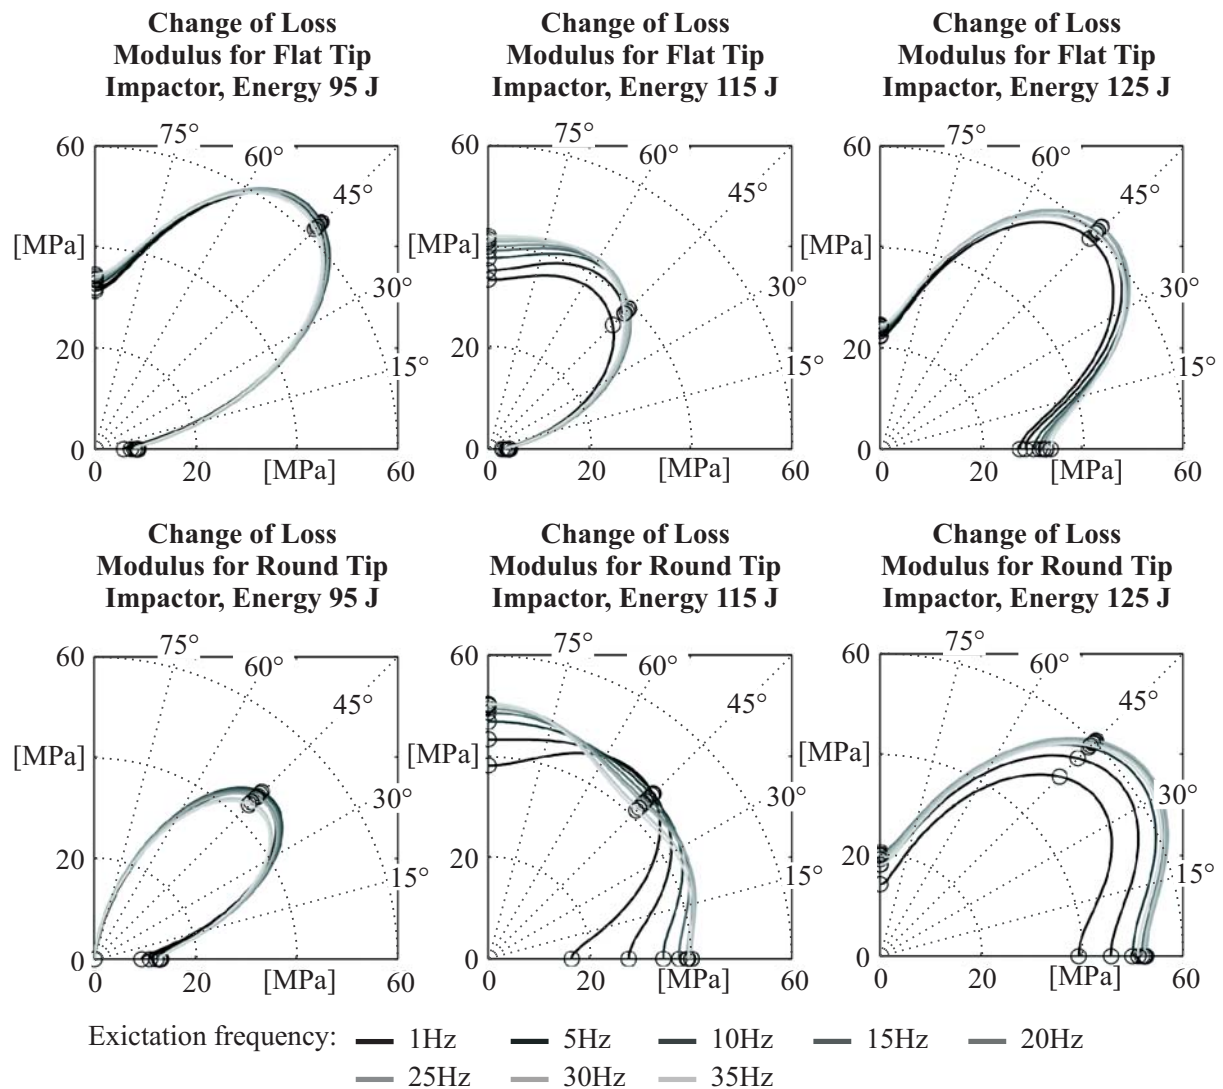 Change of Loss
Modulus for Flat Tip
Impactor, Energy 95 J
Change of Loss
Modulus for Flat Tip
Impactor, Energy 115 J
Change of Loss
Modulus for Flat Tip
Impactor, Energy 125 J
60
75°
60°
45°
[MPa]
30°
20
15°
0
0
20
[MPa]
60
60
75°
60°
45°
[MPa]
30°
20
15°
0
0
20
[MPa]
60
60
75°
60°
45°
[MPa]
30°
20
15°
0
0
20
[MPa]
60
Change of Loss
Modulus for Round Tip
Impactor, Energy 95 J
Change of Loss
Modulus for Round Tip
Impactor, Energy 115 J
Change of Loss
Modulus for Round Tip
Impactor, Energy 125 J
60
75°
60°
45°
[MPa]
30°
20
15°
0
0
20
[MPa]
60
60
75°
60°
45°
[MPa]
30°
20
15°
0
0
20
[MPa]
60
60
75°
60°
45°
[MPa]
30°
20
15°
0
0
20
[MPa]
60
Exictation frequency: 1Hz 5Hz 10Hz 15Hz 20Hz
25Hz 30Hz 35Hz